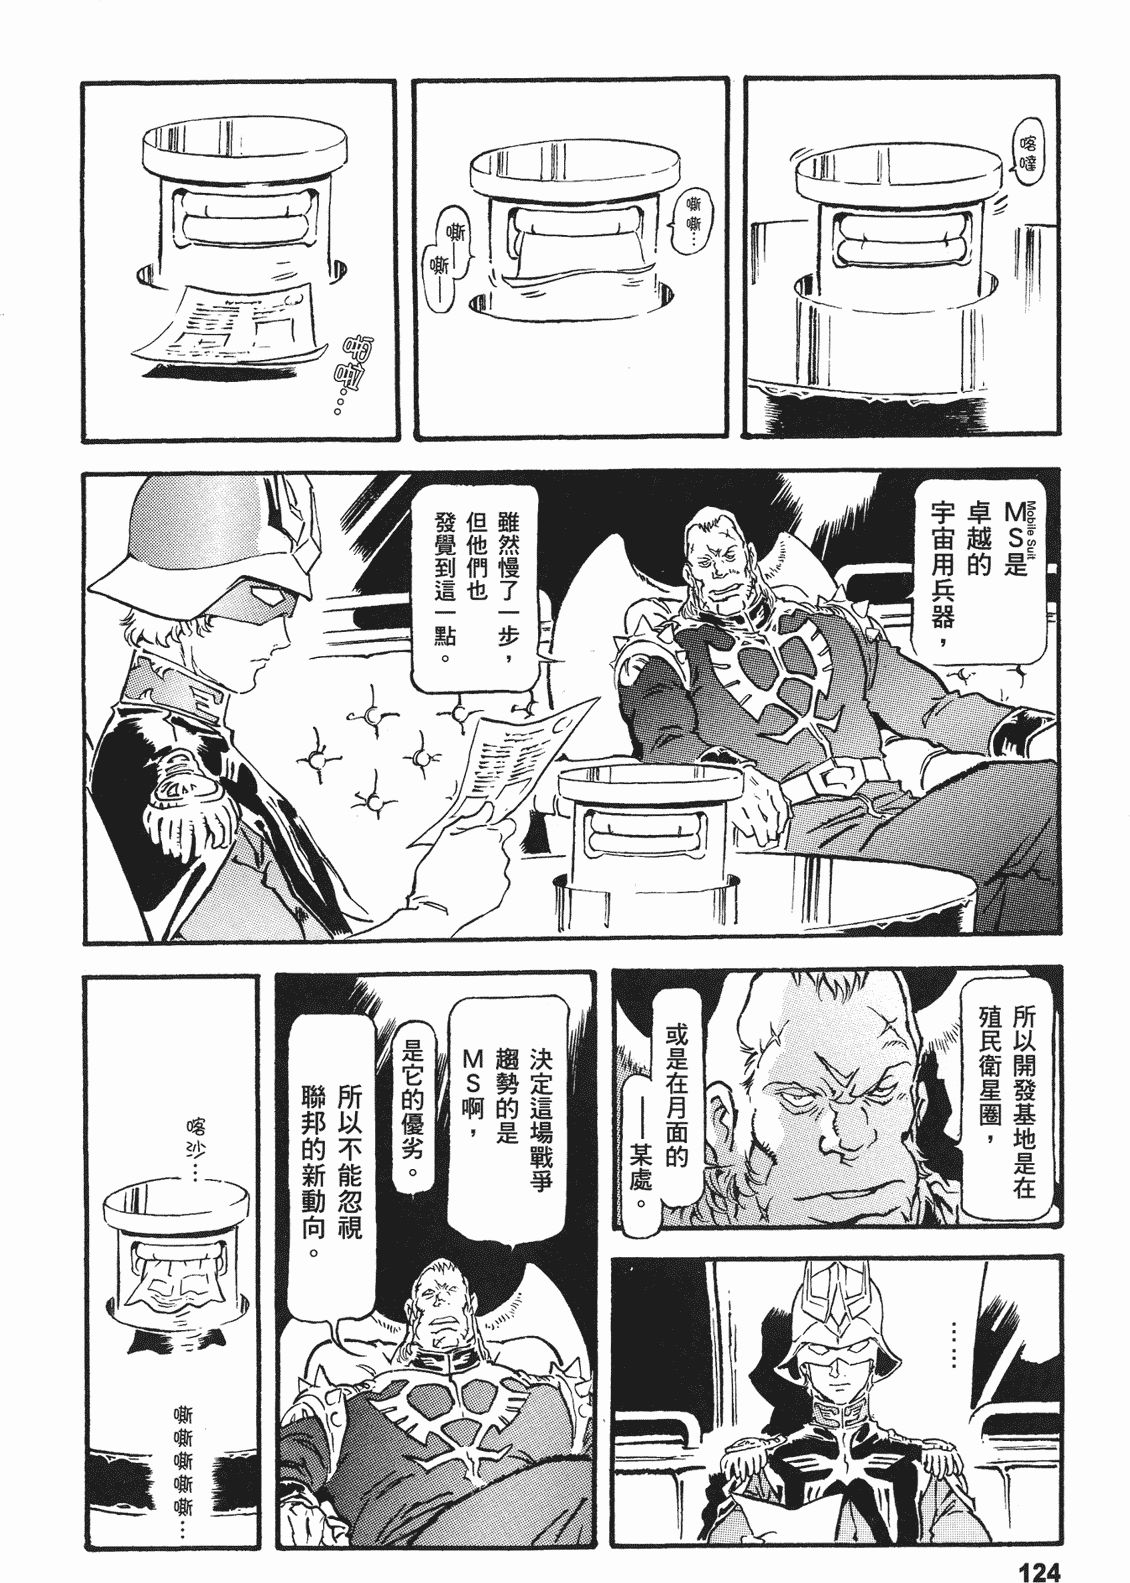 喀噠
嘶嘶…
嘶
嘶—
Mobile Suit
MS是
卓越的
宇宙用兵器，
雖然慢了一步，
但他們也
發覺到這一點。
所以開發基地是在
殖民衛星圈，
或是在月面的
——某處。
……
決定這場戰爭
趨勢的是
MS啊，
是它的優劣。
所以不能忽視
聯邦的新動向。
喀沙…
嘶嘶嘶嘶嘶…
124